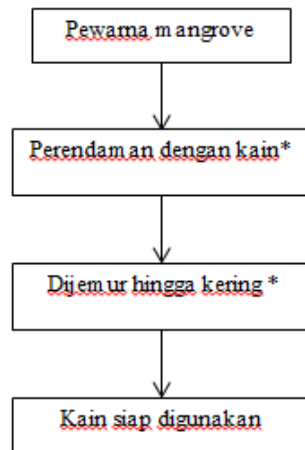 Pewarna mangrove
Perendaman dengan kain*
Dijemur hingga kering *
Kain siap digunakan